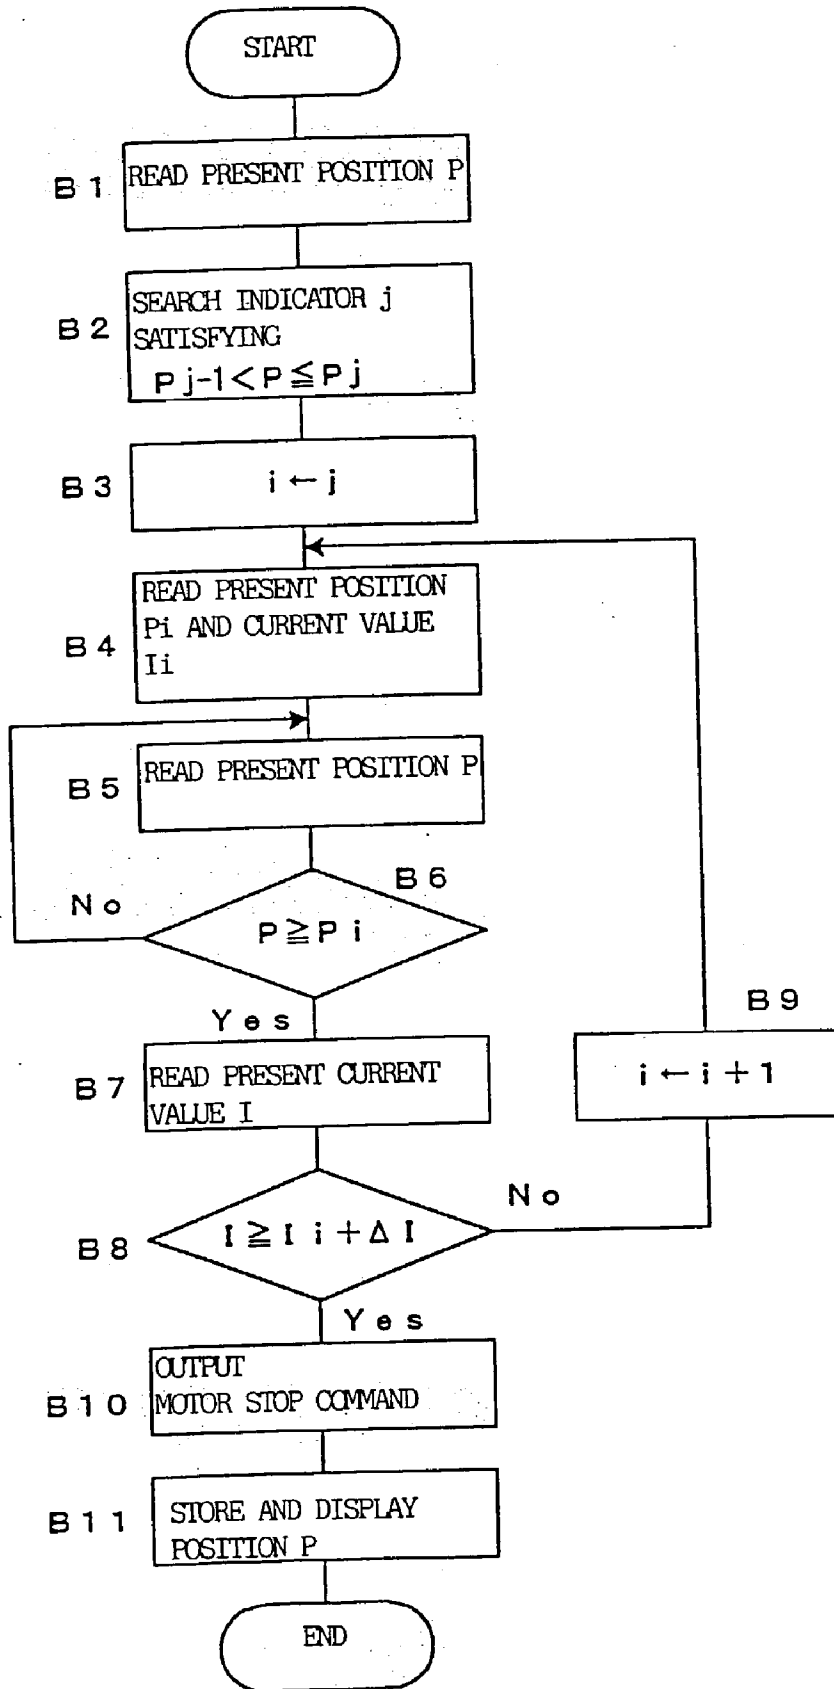 START
B1
READ PRESENT POSITION P
B2
SEARCH INDICATOR j
SATISFYING
Pj-1<P≦Pj
B3
i←j
B4
READ PRESENT POSITION
Pi AND CURRENT VALUE
Ii
B5
READ PRESENT POSITION P
B6
No
P≧Pi
Yes
B7
READ PRESENT CURRENT
VALUE I
B9
i←i+1
B8
I≧Ii+ΔI
No
Yes
B10
OUTPUT
MOTOR STOP COMMAND
B11
STORE AND DISPLAY
POSITION P
END